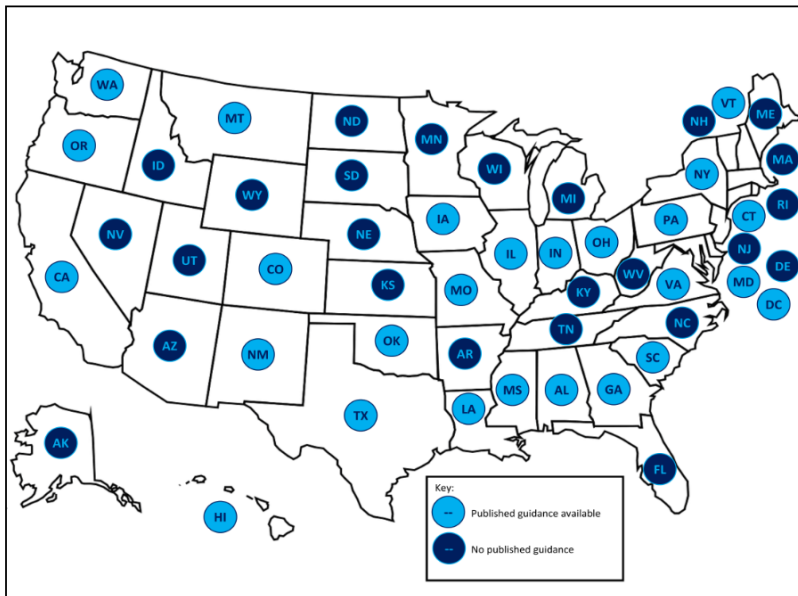 WA
MT
ND
MN
VT
ME
NH
OR
ID
WY
SD
WI
MI
NY
MA
RI
NV
UT
CO
NE
IA
IL
IN
OH
PA
CT
NJ
DE
CA
KS
MO
KY
WV
VA
MD
DC
AZ
NM
OK
AR
TN
NC
SC
TX
LA
MS
AL
GA
AK
FL
HI
Key:
-- Published guidance available
-- No published guidance